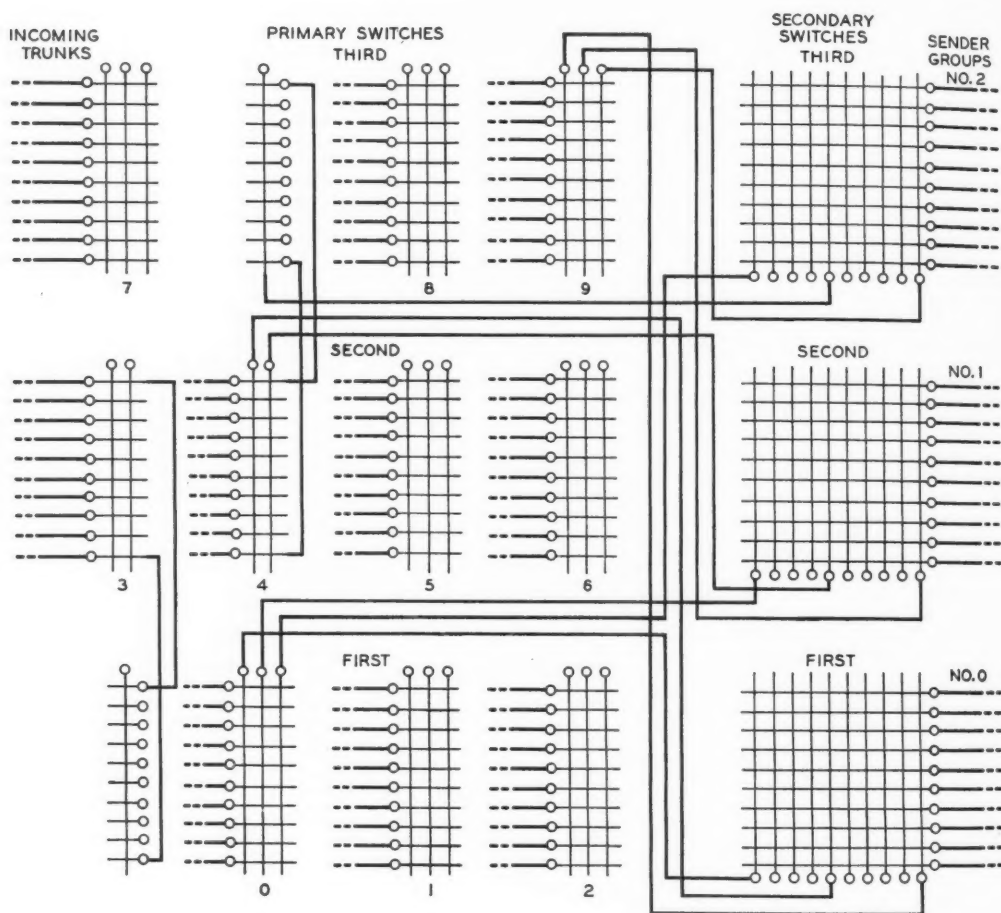 INCOMING
TRUNKS
PRIMARY SWITCHES
THIRD
SECONDARY
SWITCHES
THIRD
SENDER
GROUPS
NO. 2
7
8
9
SECOND
SECOND
NO. 1
3
4
5
6
FIRST
FIRST
NO. 0
0
1
2